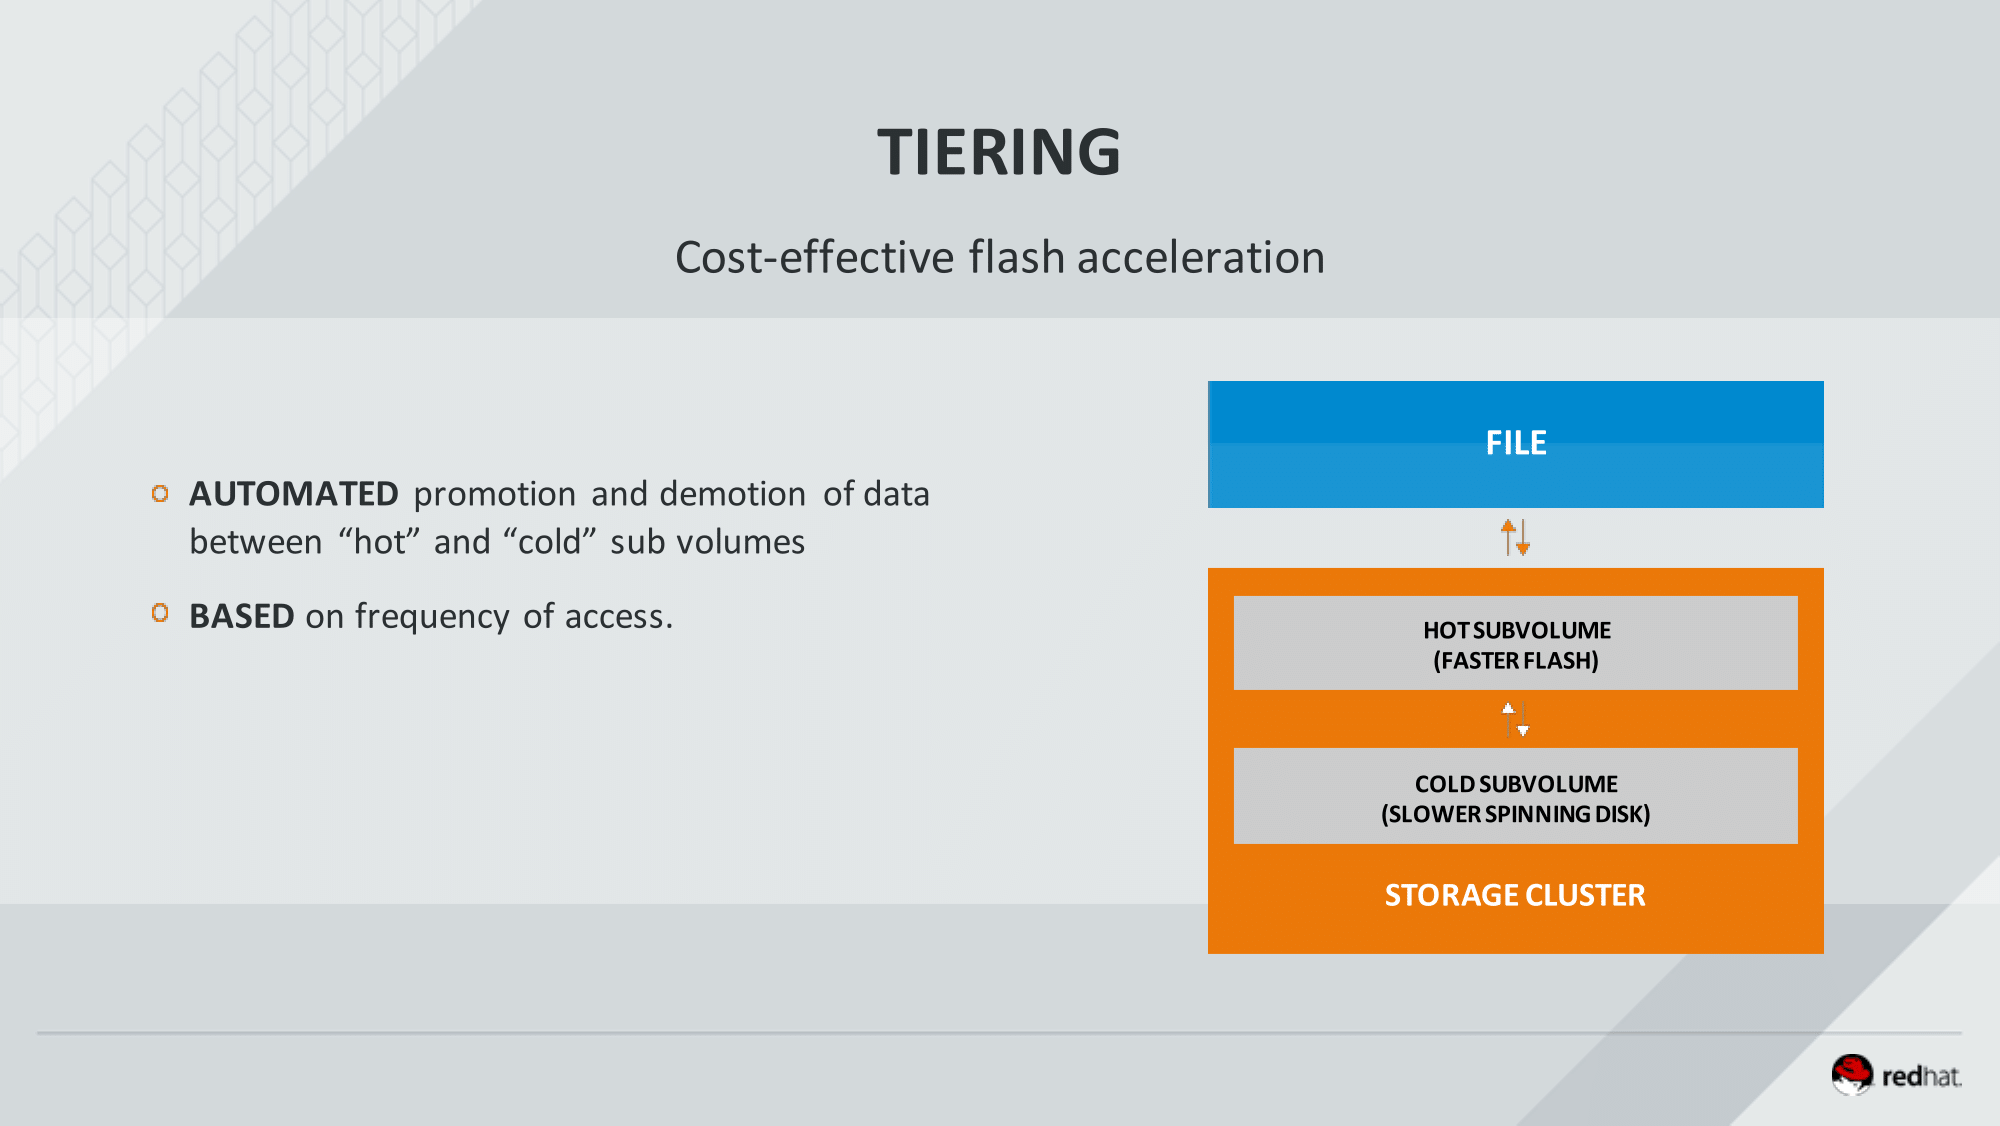 TIERING
Cost-effective flash acceleration
AUTOMATED promotion and demotion of data
between “hot” and “cold” sub volumes
BASED on frequency of access.
FILE
HOT SUBVOLUME
(FASTER FLASH)
COLD SUBVOLUME
(SLOWER SPINNING DISK)
STORAGE CLUSTER
redhat.